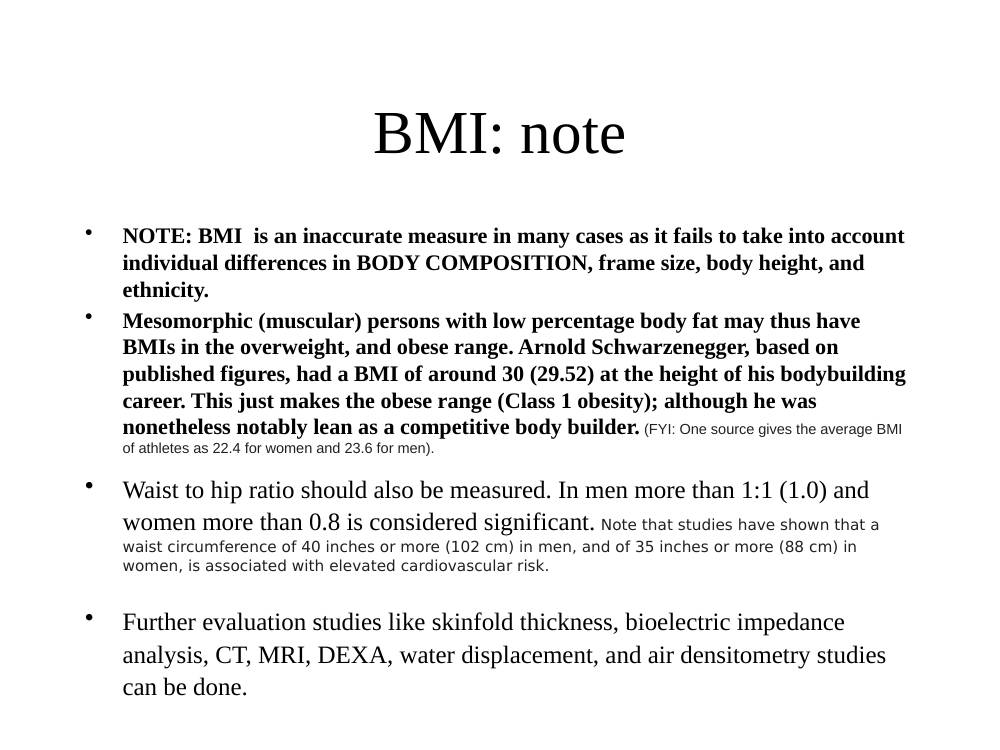 BMI: note
• NOTE: BMI  is an inaccurate measure in many cases as it fails to take into account
individual differences in BODY COMPOSITION, frame size, body height, and
ethnicity.
• Mesomorphic (muscular) persons with low percentage body fat may thus have
BMIs in the overweight, and obese range. Arnold Schwarzenegger, based on
published figures, had a BMI of around 30 (29.52) at the height of his bodybuilding
career. This just makes the obese range (Class 1 obesity); although he was
nonetheless notably lean as a competitive body builder. (FYI: One source gives the average BMI
of athletes as 22.4 for women and 23.6 for men).
• Waist to hip ratio should also be measured. In men more than 1:1 (1.0) and
women more than 0.8 is considered significant. Note that studies have shown that a
waist circumference of 40 inches or more (102 cm) in men, and of 35 inches or more (88 cm) in
women, is associated with elevated cardiovascular risk.
• Further evaluation studies like skinfold thickness, bioelectric impedance
analysis, CT, MRI, DEXA, water displacement, and air densitometry studies
can be done.